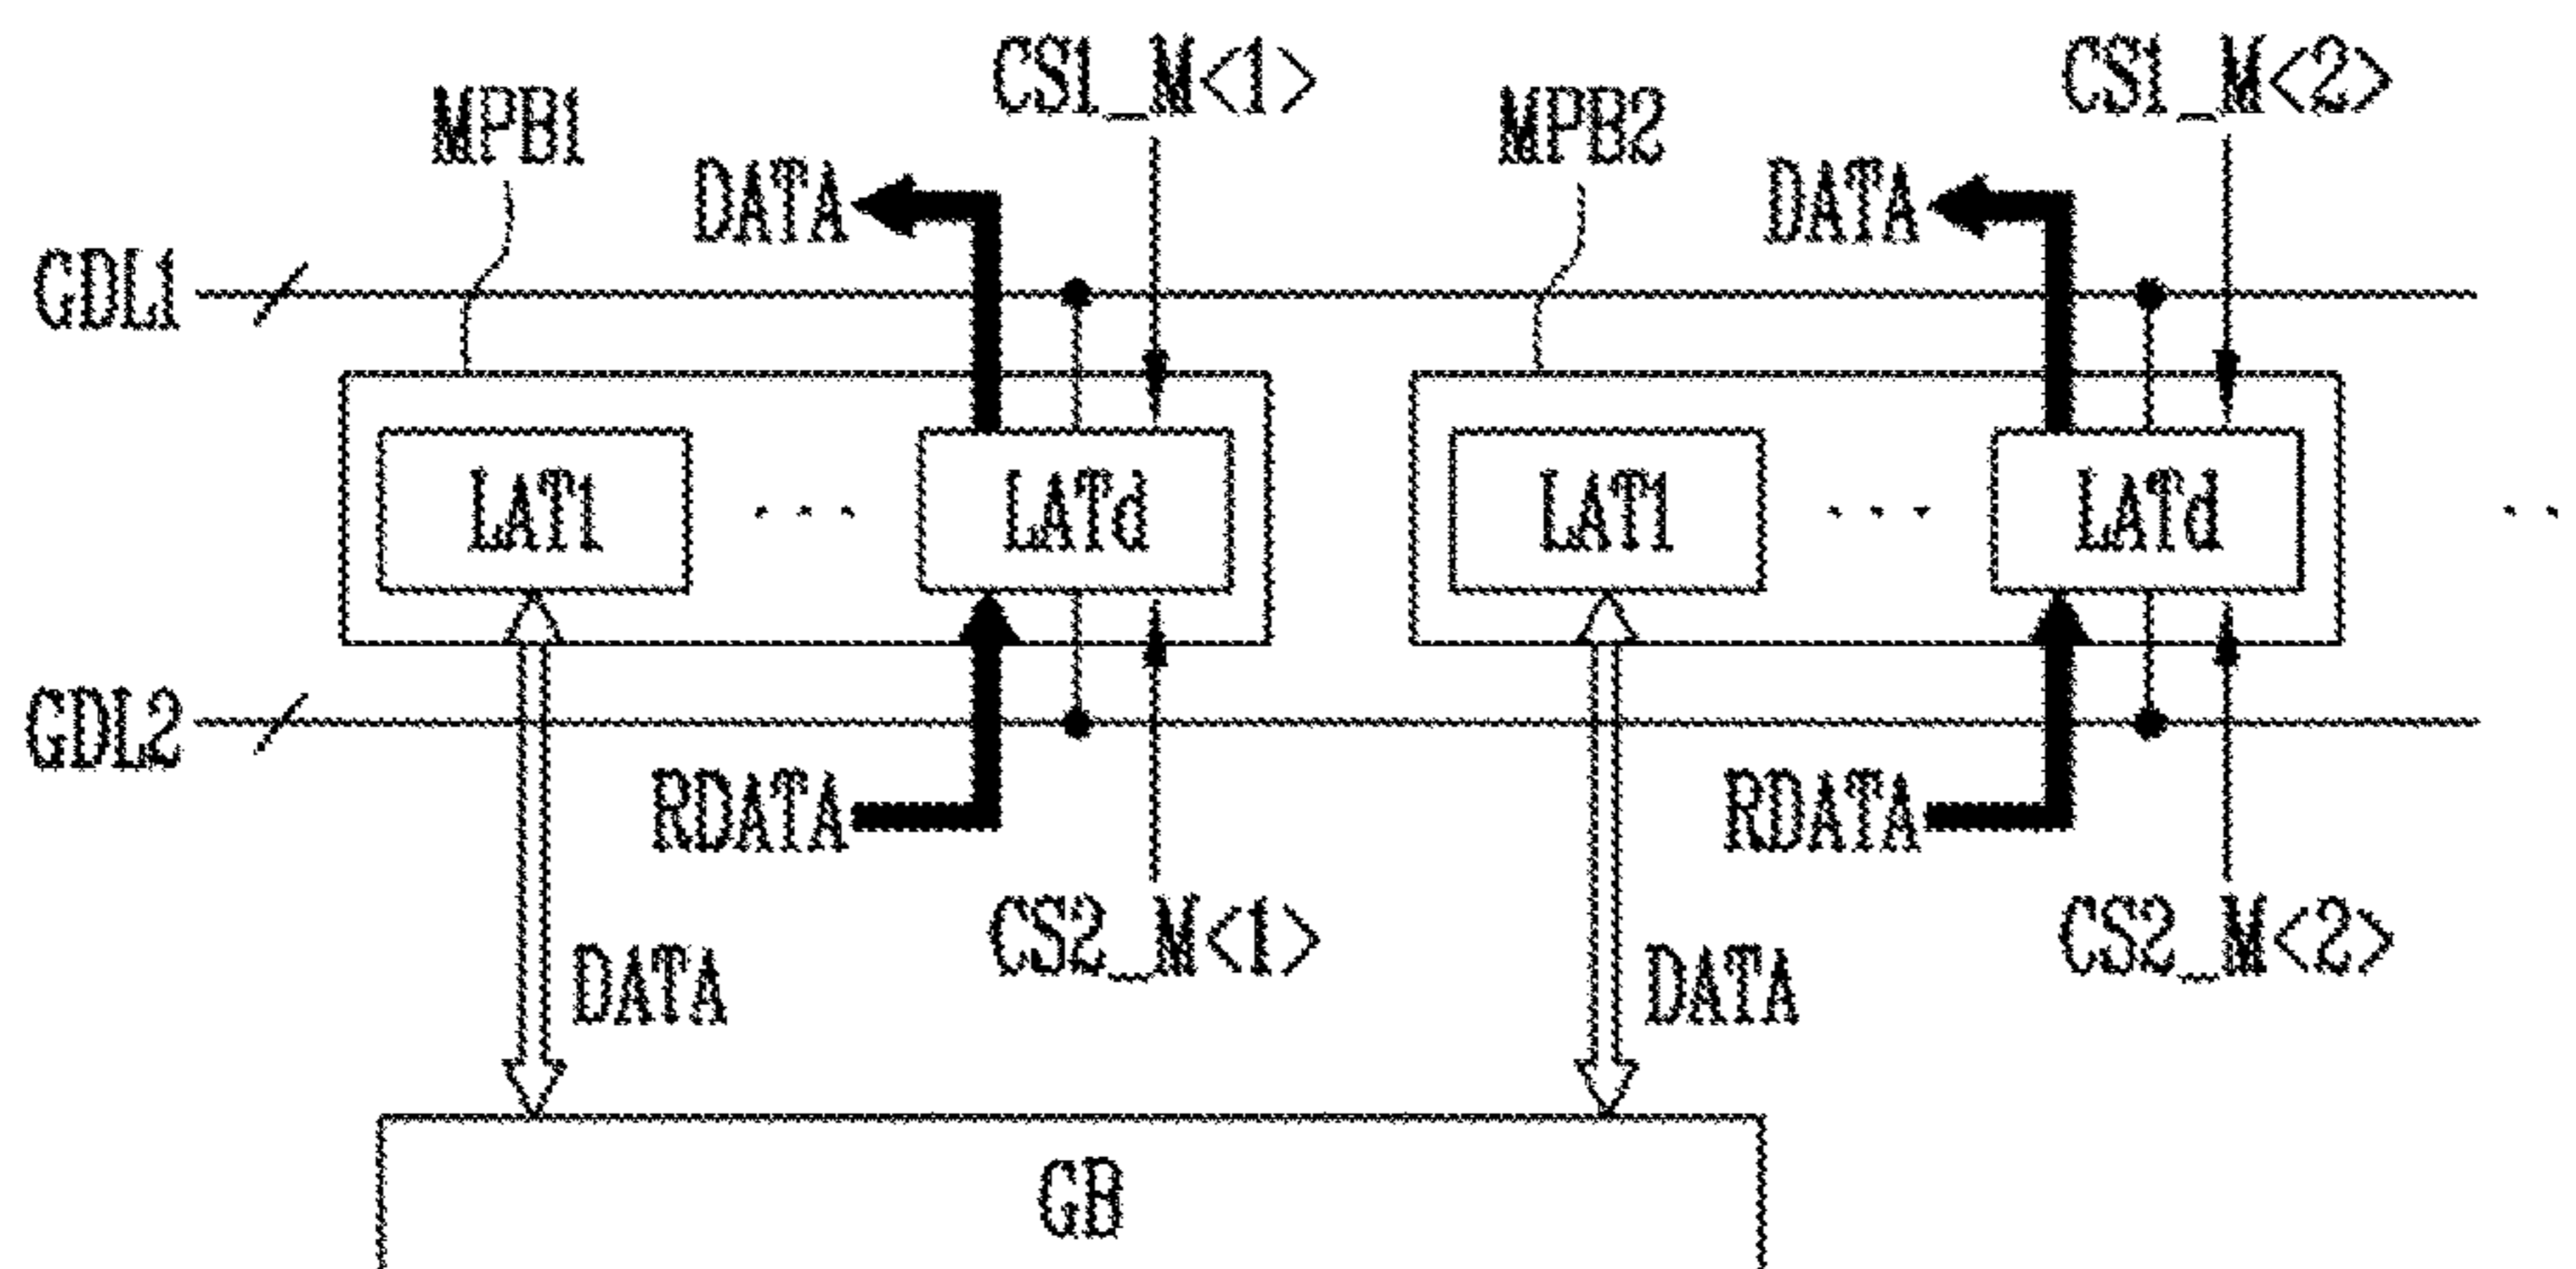 CS1_M<1> CS1_M<2>
MPB1 MPB2
DATA DATA
GDL1
LAT1 ... LATd LAT1 ... LATd ..
GDL2
RDATA RDATA
CS2_M<1> CS2_M<2>
DATA DATA
GB